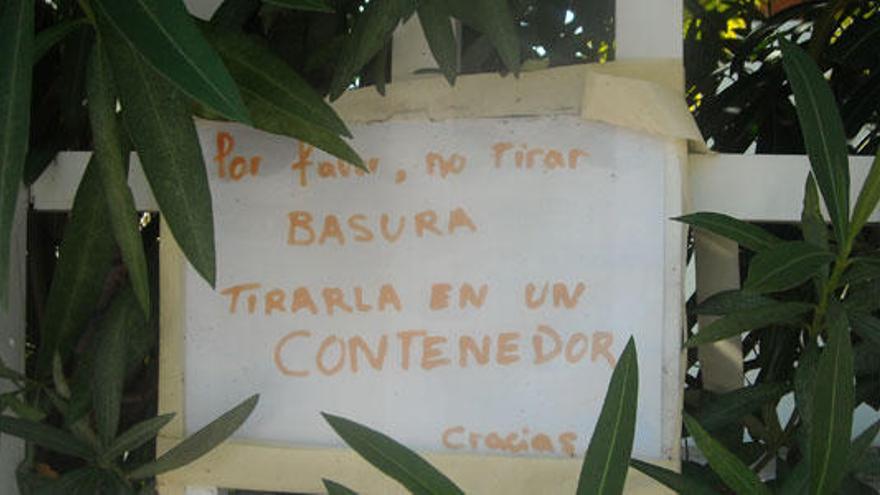 Por favor, no Tirar
BASURA
TIRARLA EN UN
CONTENEDOR
Gracias